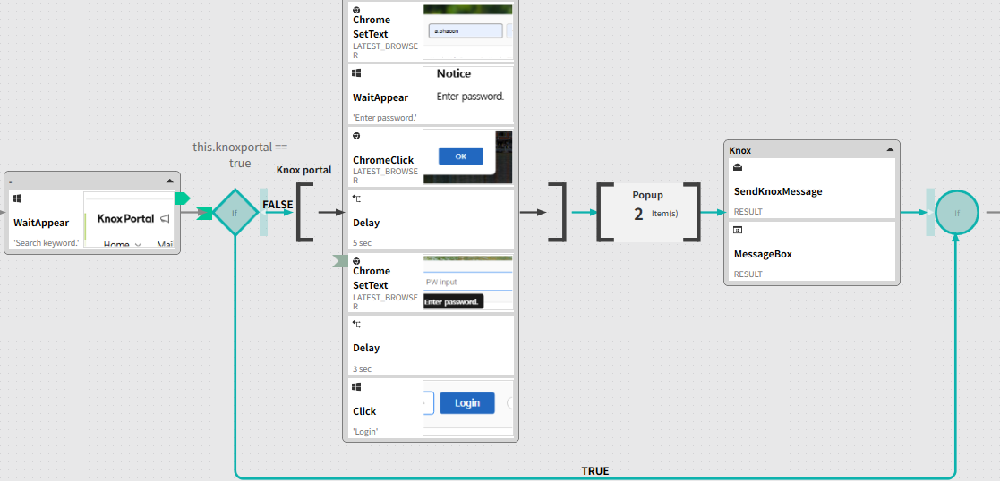 Chrome
SetText
LATEST_BROWSE
R
a.chacon
WaitAppear
'Enter password.'
Notice
Enter password.
ChromeClick
LATEST_BROWSE
R
OK
Delay
5 sec
Chrome
SetText
LATEST_BROWSE
R
PW input
Enter password.
Delay
3 sec
Click
'Login'
Login
this.knoxportal ==
true
-
WaitAppear
'Search keyword.'
Knox Portal
Home
Mai
If
FALSE
Knox portal
Popup
2 Item(s)
Knox
SendKnoxMessage
RESULT
MessageBox
RESULT
If
TRUE